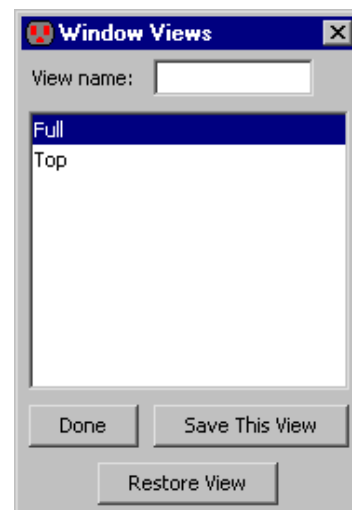 Window Views
View name:
Full
Top
Done
Save This View
Restore View